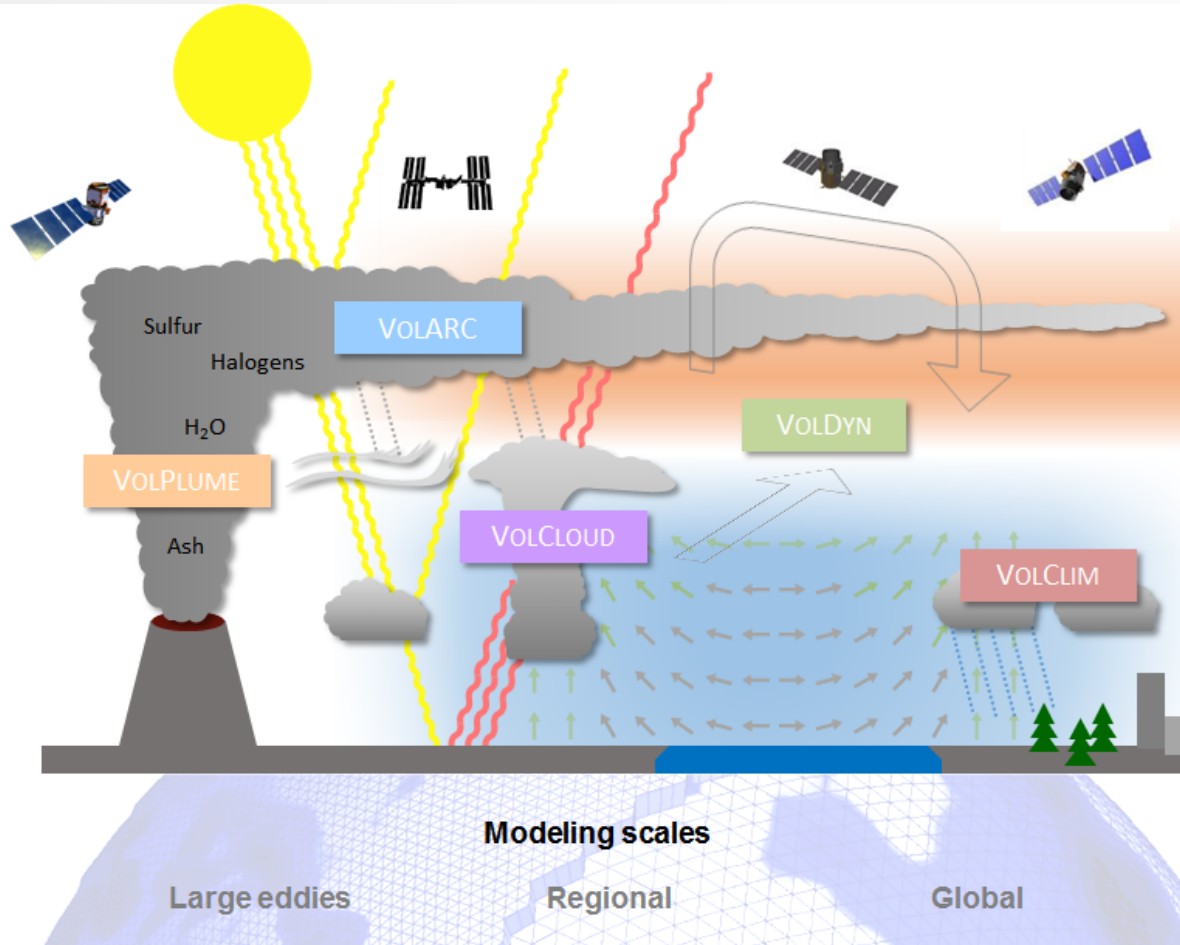 Sulfur
VOLARC
Halogens
H₂O
VOLDYN
VOLPLUME
VOLCLOUD
Ash
VOLCLIM
Modeling scales
Large eddies
Regional
Global